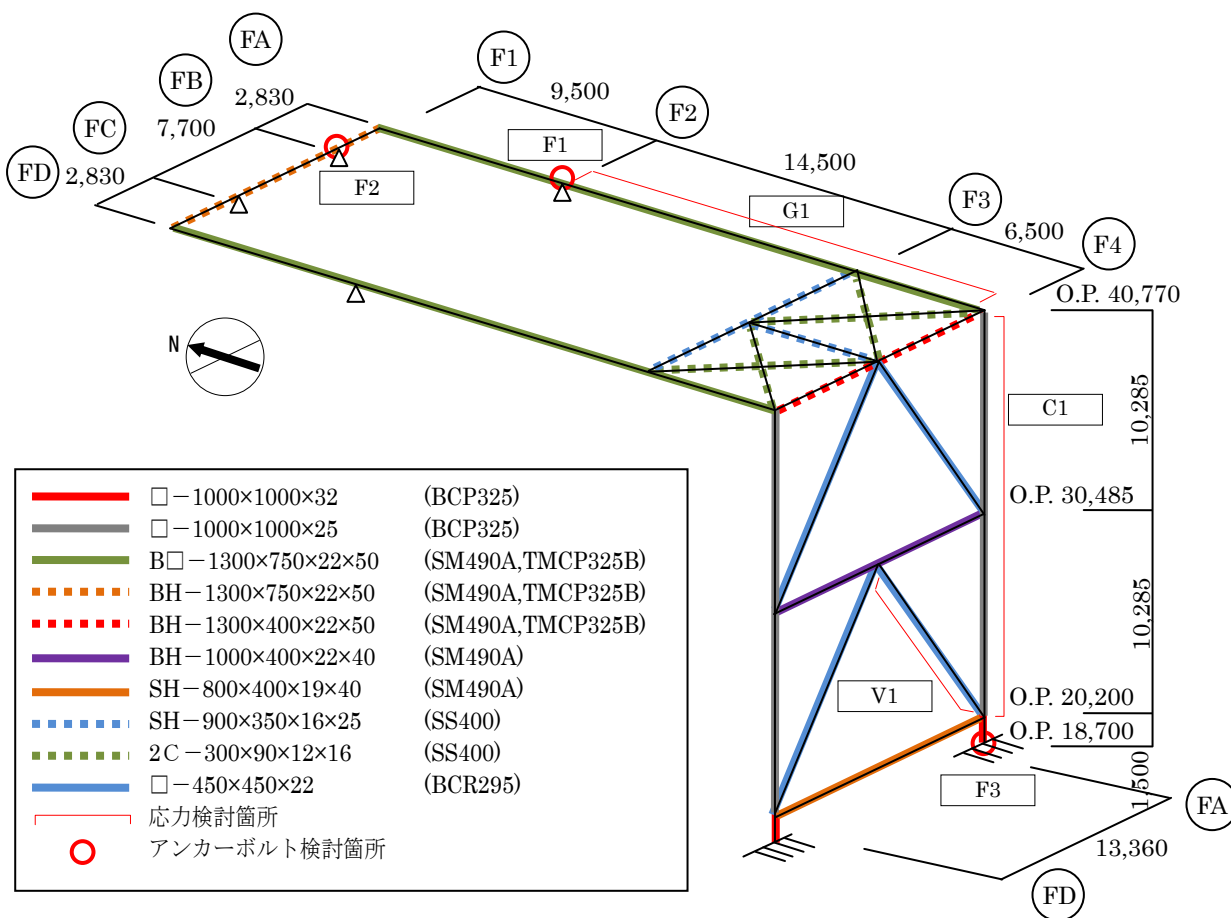 FA
FB
FC
FD
2,830
7,700
2,830
F1
F2
F3
F4
9,500
14,500
6,500
F1
F2
G1
N
O.P. 40,770
10,285
C1
O.P. 30,485
10,285
V1
O.P. 20,200
O.P. 18,700
1,500
F3
FA
13,360
FD
□－1000×1000×32 (BCP325)
□－1000×1000×25 (BCP325)
B□－1300×750×22×50 (SM490A,TMCP325B)
BH－1300×750×22×50 (SM490A,TMCP325B)
BH－1300×400×22×50 (SM490A,TMCP325B)
BH－1000×400×22×40 (SM490A)
SH－800×400×19×40 (SM490A)
SH－900×350×16×25 (SS400)
2C－300×90×12×16 (SS400)
□－450×450×22 (BCR295)
応力検討箇所
アンカーボルト検討箇所